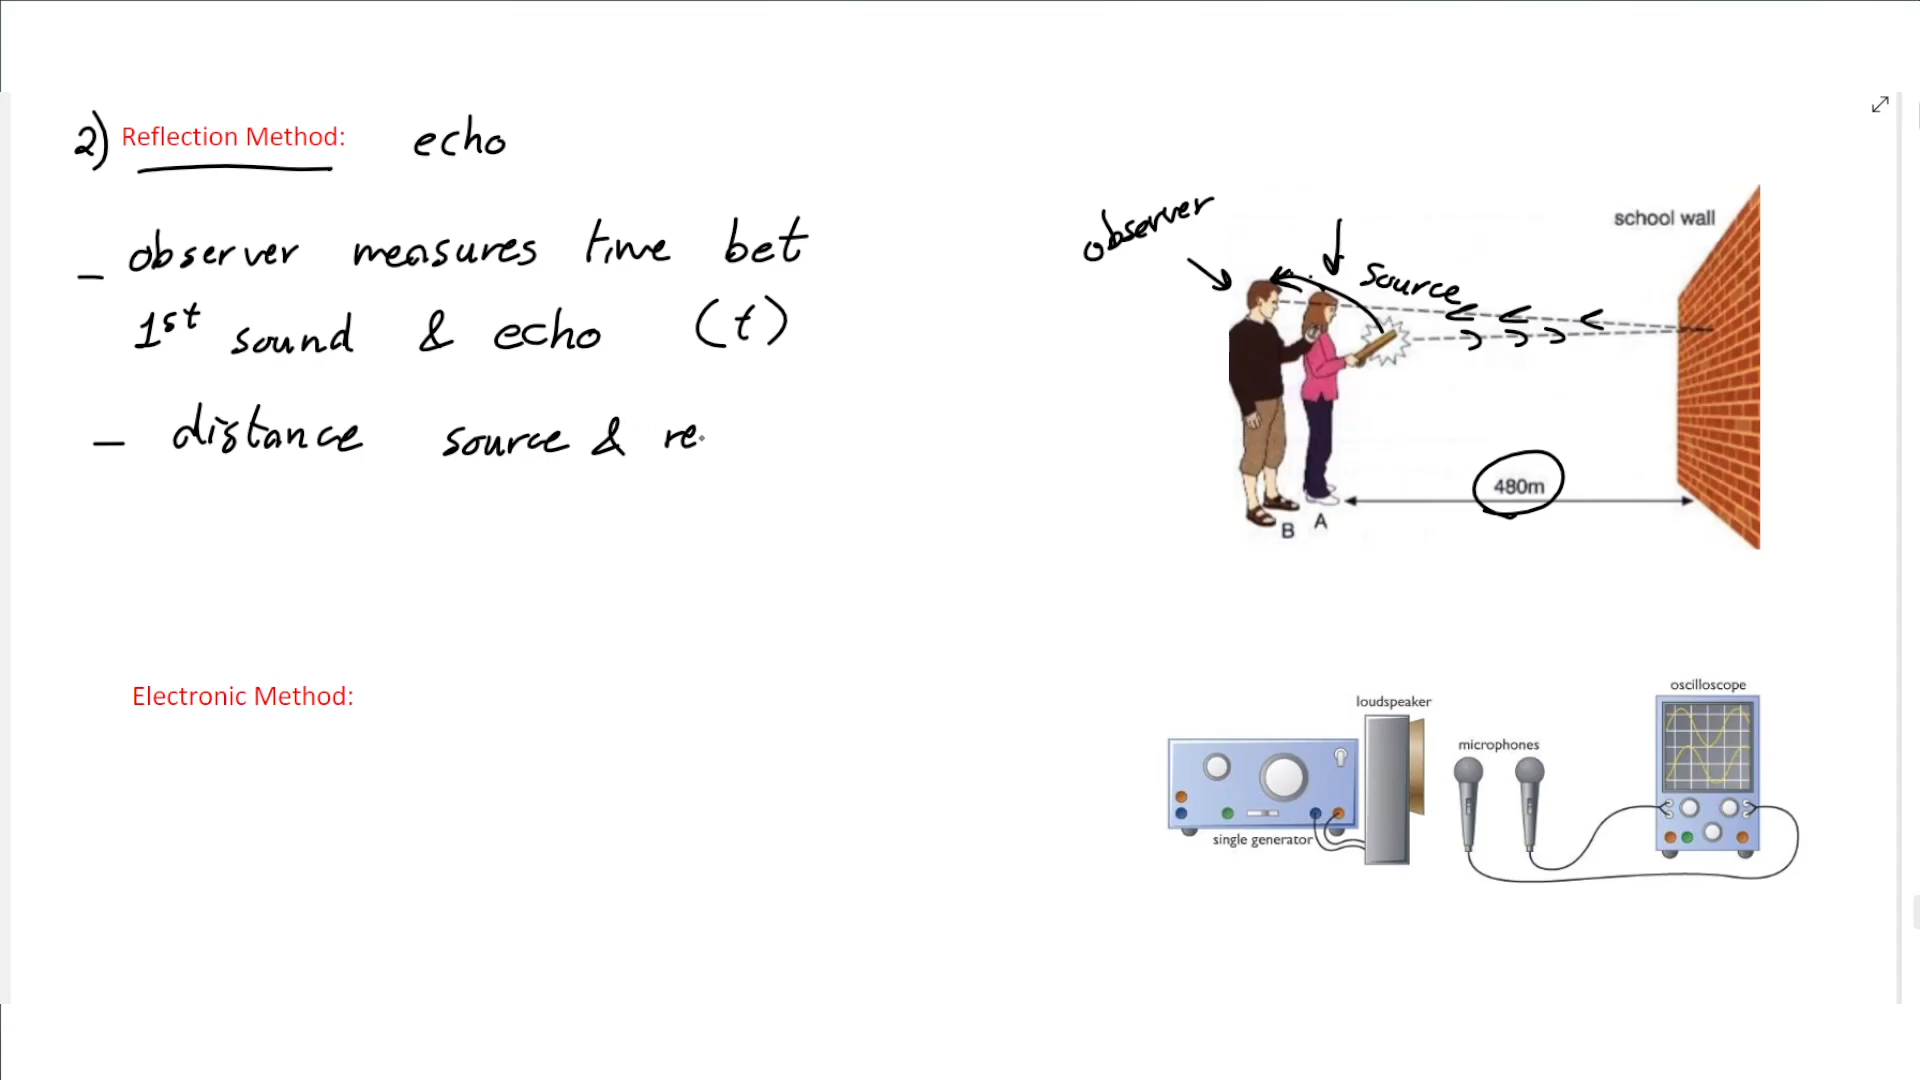 2) Reflection Method: echo
- observer measures time bet
1st sound & echo (t)
- distance source & re
observer
source
school wall
480m
B A
Electronic Method:
loudspeaker
oscilloscope
microphones
single generator